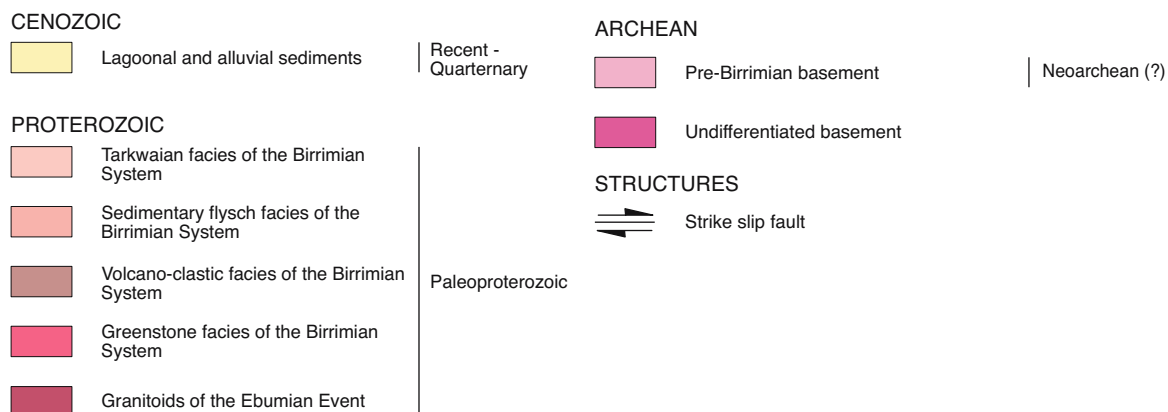 CENOZOIC
Lagoonal and alluvial sediments
Recent -
Quarternary
PROTEROZOIC
Tarkwaian facies of the Birrimian
System
Sedimentary flysch facies of the
Birrimian System
Volcano-clastic facies of the Birrimian
System
Greenstone facies of the Birrimian
System
Granitoids of the Ebumian Event
Paleoproterozoic
ARCHEAN
Pre-Birrimian basement
Neoarchean (?)
Undifferentiated basement
STRUCTURES
Strike slip fault